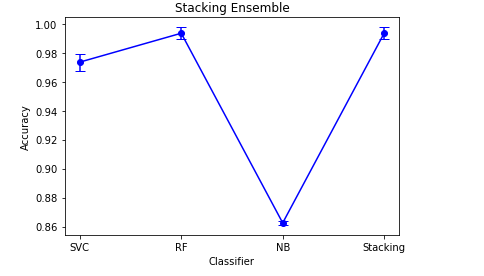 Stacking Ensemble
1.00
0.98
0.96
0.94
0.92
0.90
0.88
0.86
Accuracy
SVC RF NB Stacking
Classifier